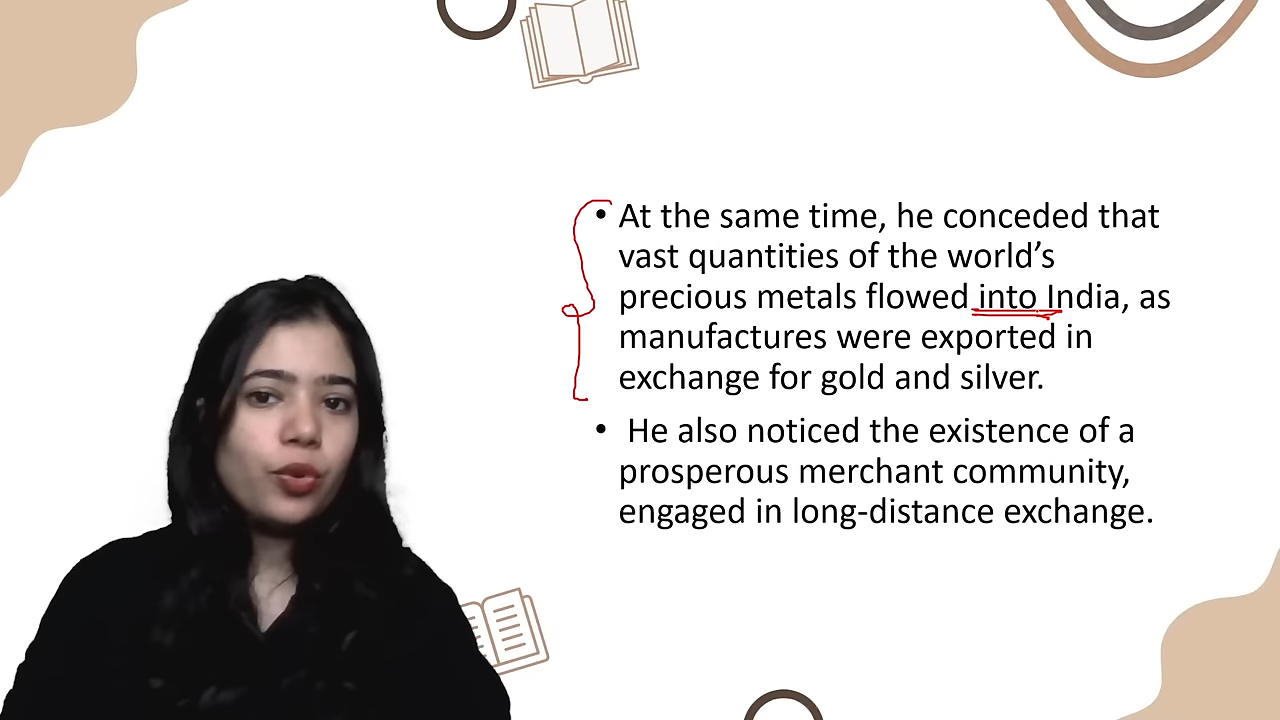 • At the same time, he conceded that
vast quantities of the world’s
precious metals flowed into India, as
manufactures were exported in
exchange for gold and silver.
• He also noticed the existence of a
prosperous merchant community,
engaged in long-distance exchange.